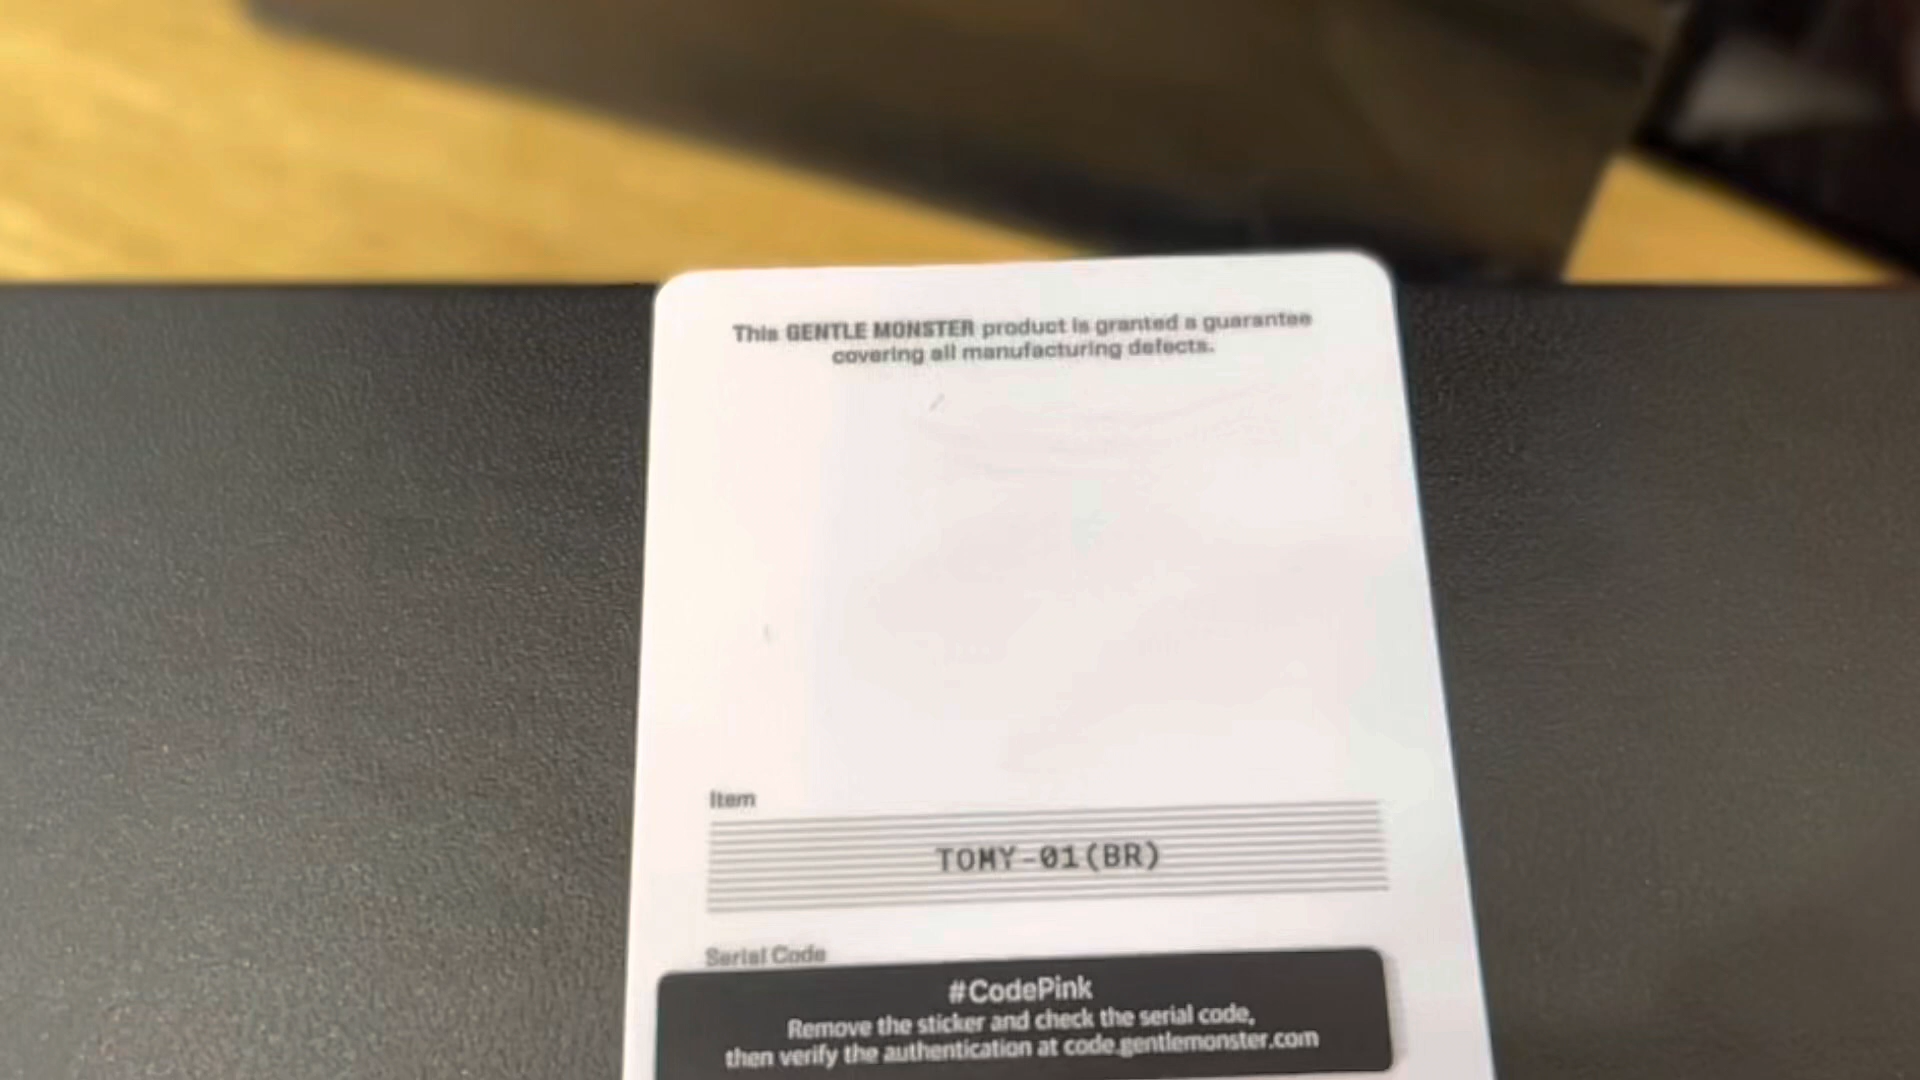 This GENTLE MONSTER product is granted a guarantee
covering all manufacturing defects.
Item
TOMY-01(BR)
Serial Code
#CodePink
Remove the sticker and check the serial code,
then verify the authentication at code.gentlemonster.com